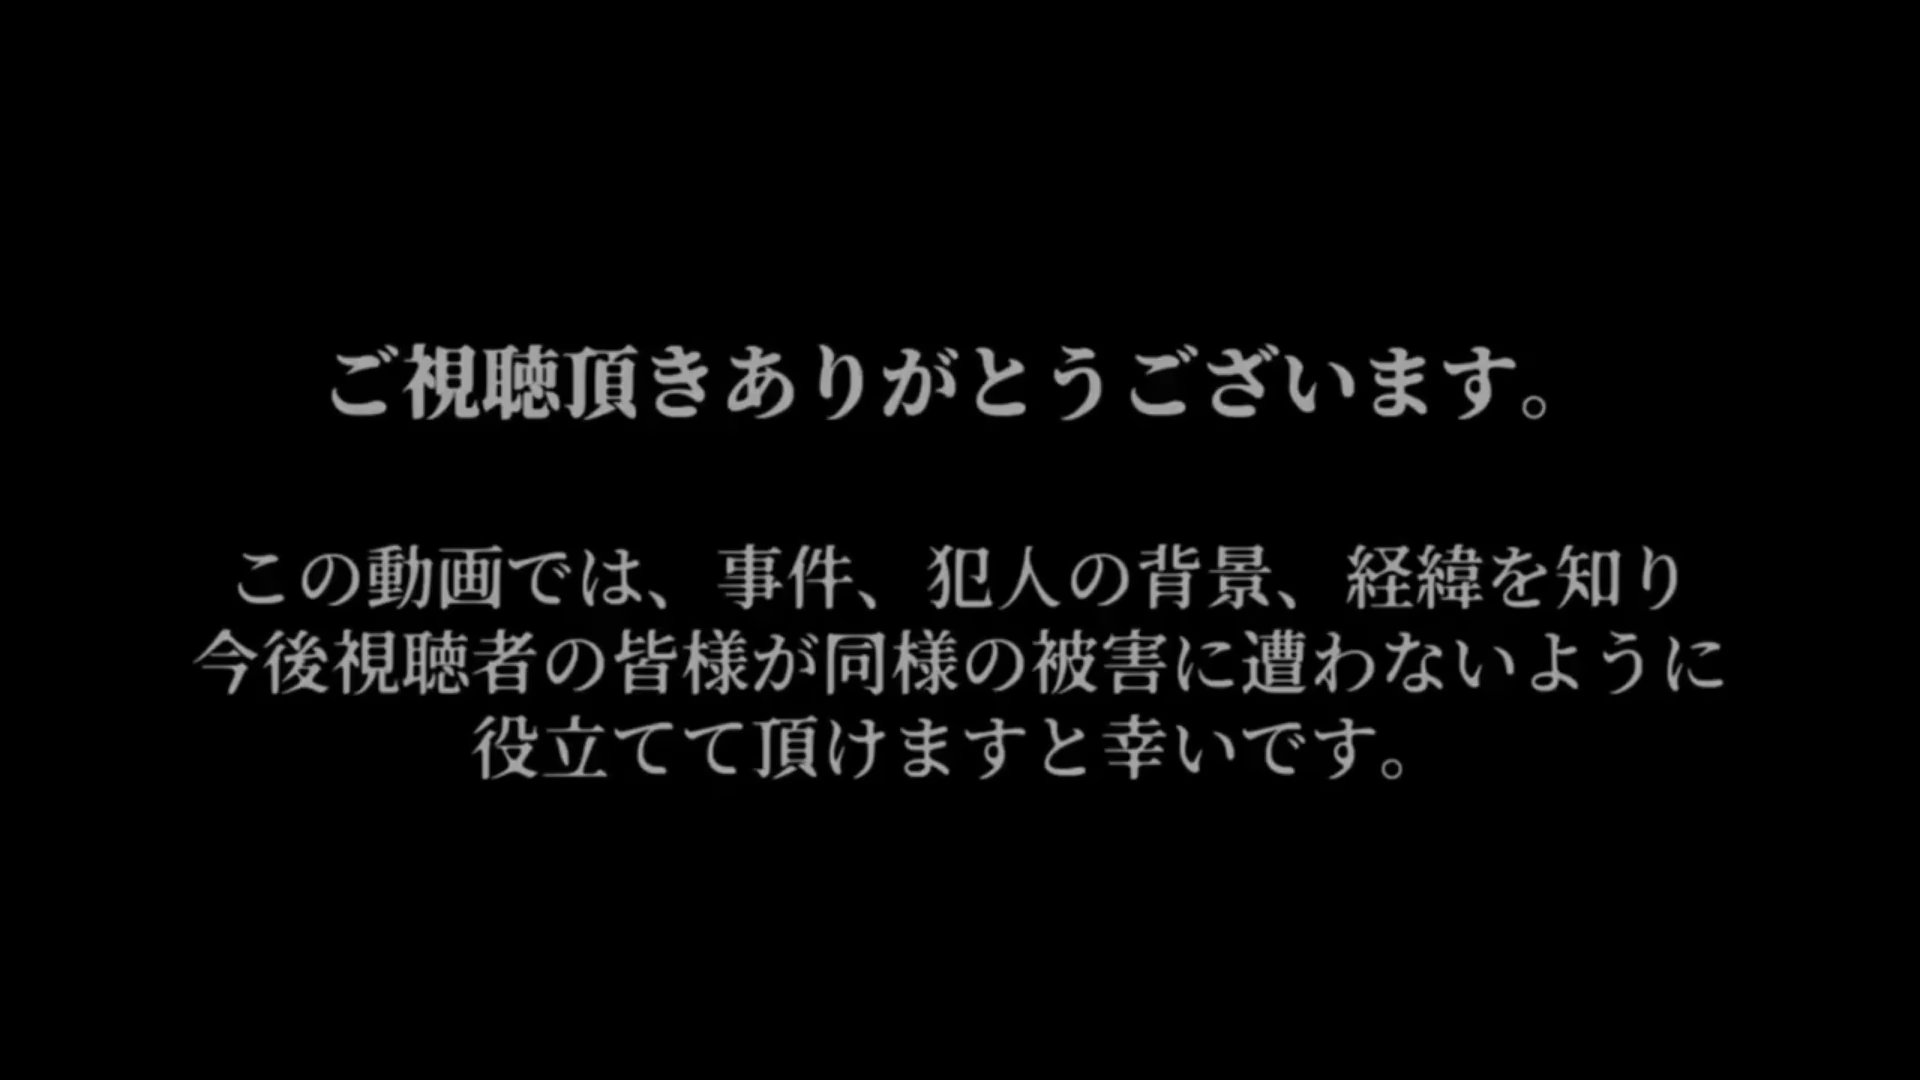 ご視聴頂きありがとうございます。
この動画では、事件、犯人の背景、経緯を知り
今後視聴者の皆様が同様の被害に遭わないように
役立てて頂けますと幸いです。